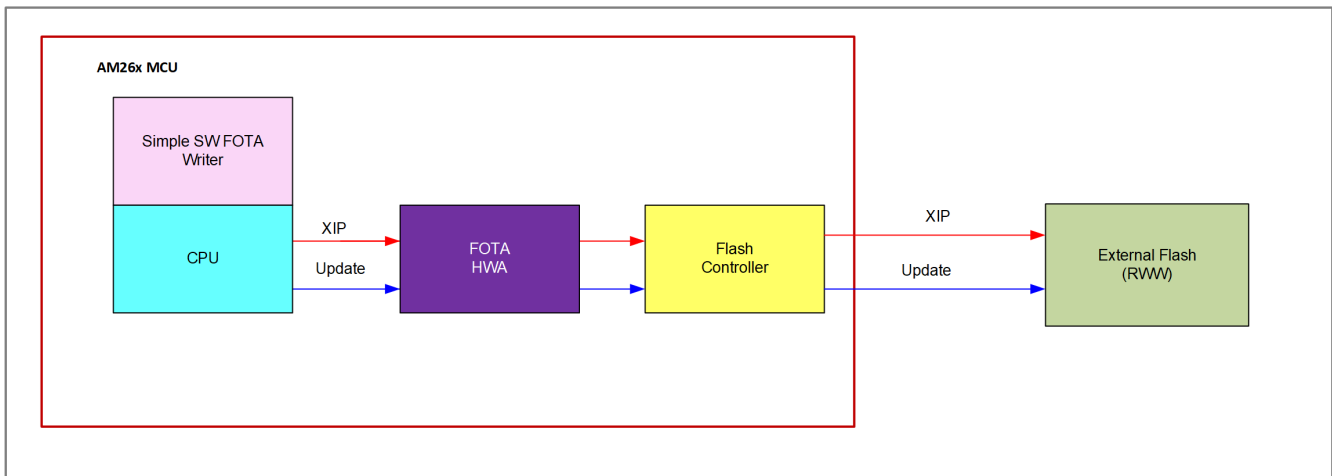 AM26x MCU
Simple SW FOTA
Writer
CPU
XIP
Update
FOTA
HWA
Flash
Controller
XIP
Update
External Flash
(RWW)